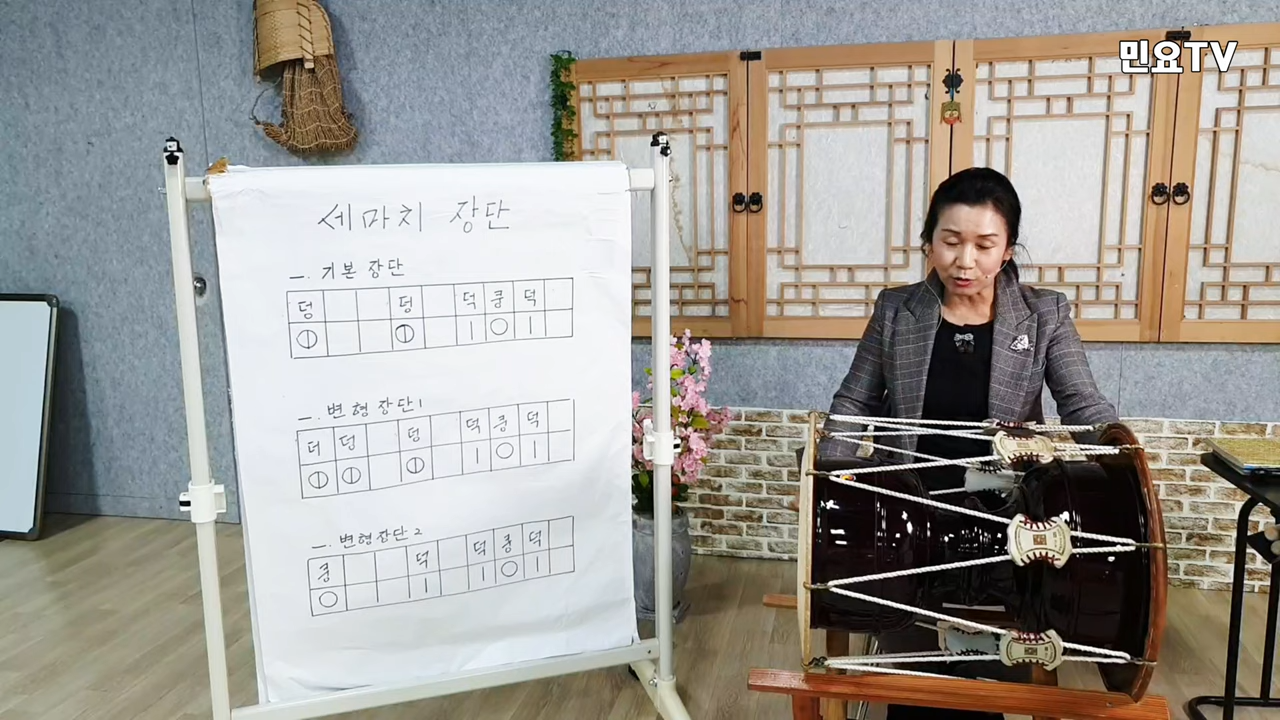 민요TV
세마치 장단
一. 기본 장단
덩 덩 덕 쿵 덕
一. 변형장단1
더 덩 덩 덕 쿵 덕
一. 변형장단2
쿵 덕 덕 쿵 덕